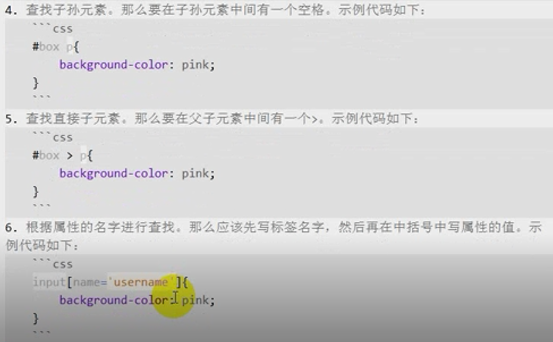 4. 查找子孙元素。那么要在子孙元素中间有一个空格。示例代码如下：
```css
#box p{
background-color: pink;
}
```
5. 查找直接子元素。那么要在父子元素中间有一个>。示例代码如下：
```css
#box > p{
background-color: pink;
}
```
6. 根据属性的名字进行查找。那么应该先写标签名字，然后再在中括号中写属性的值。示
例代码如下：
```css
input[name='username']{
background-color: pink;
}
```